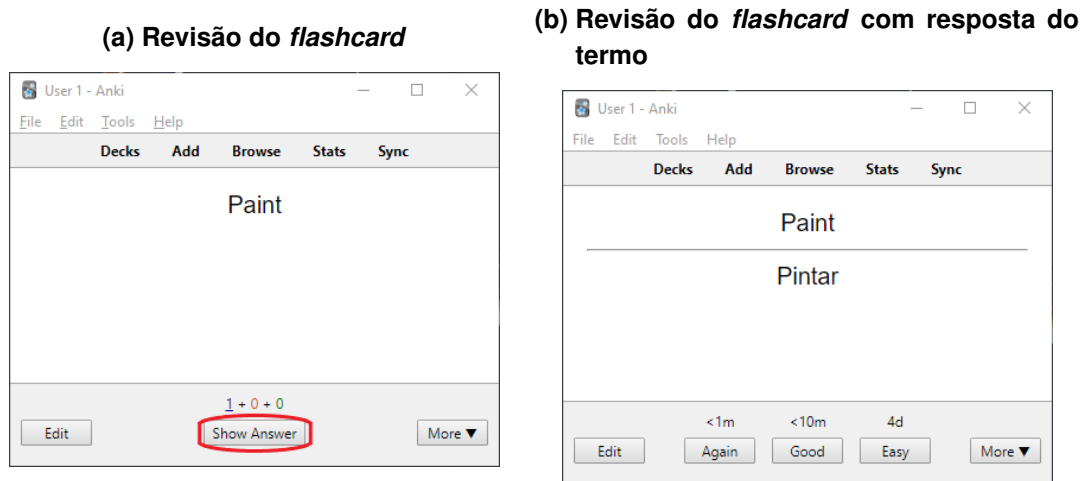 (a) Revisão do flashcard
User 1 - Anki
File Edit Tools Help
Decks Add Browse Stats Sync
Paint
1 + 0 + 0
Edit Show Answer More ▼
(b) Revisão do flashcard com resposta do
termo
User 1 - Anki
File Edit Tools Help
Decks Add Browse Stats Sync
Paint
Pintar
<1m <10m 4d
Edit Again Good Easy More ▼